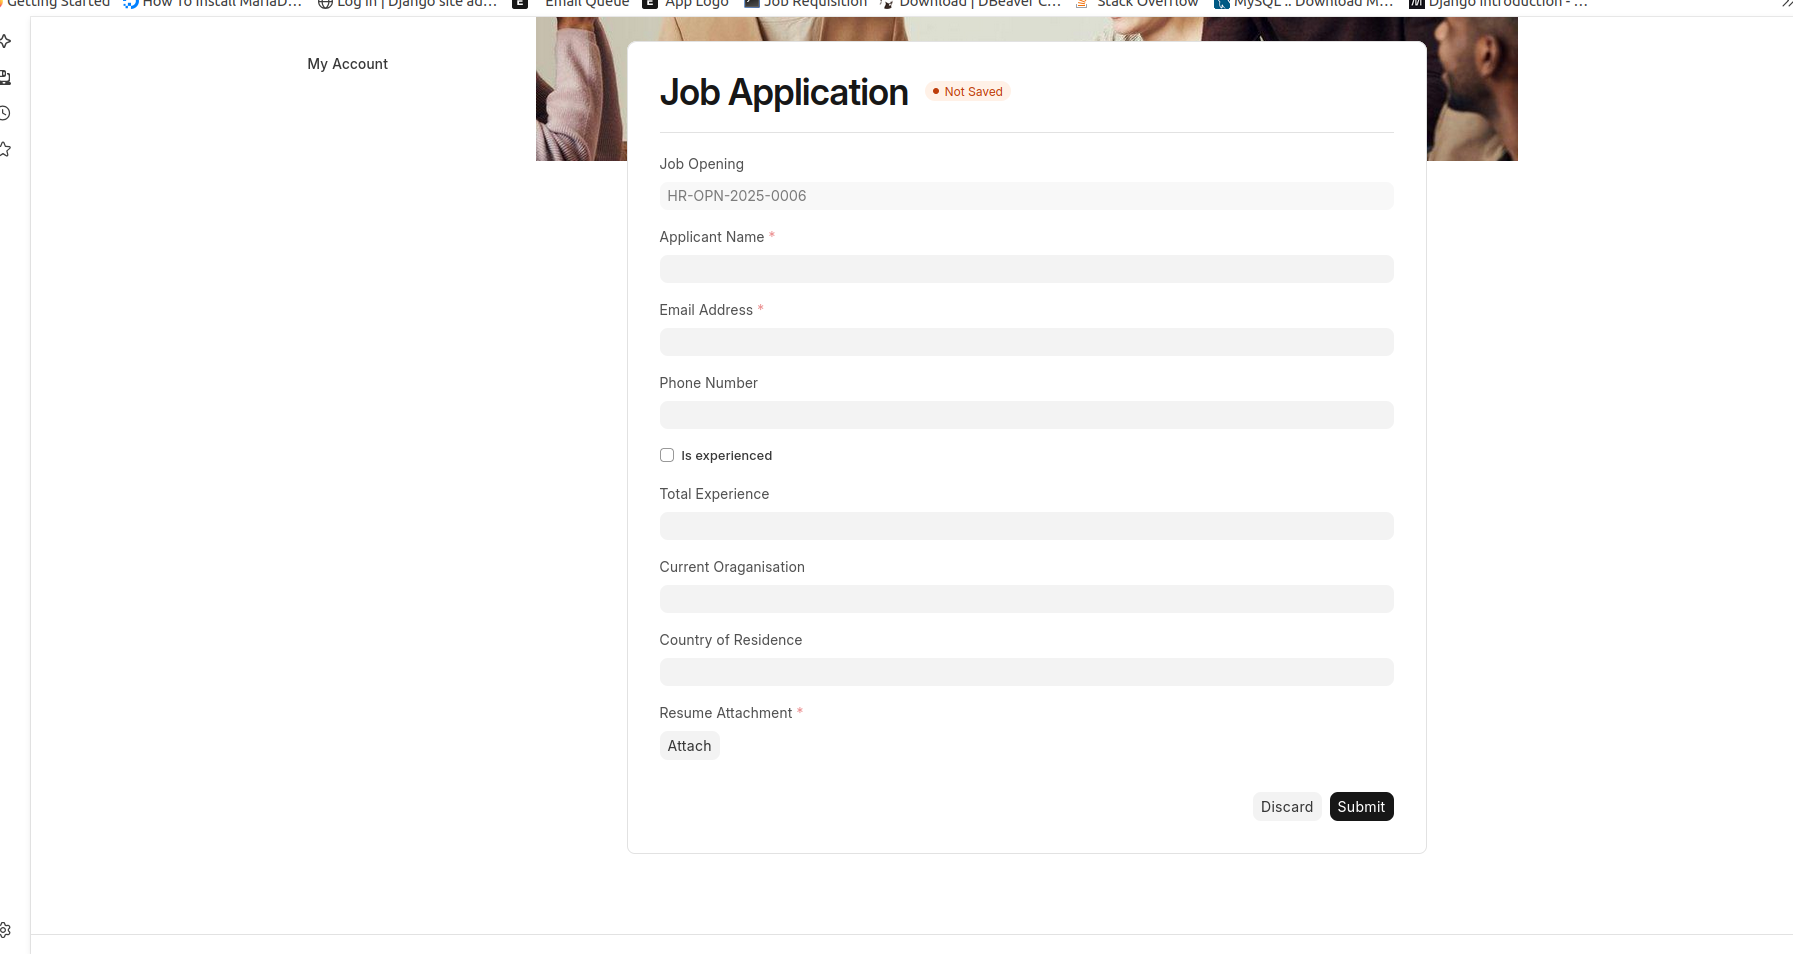 Getting Started How To Install MariaD... Log in | Django site ad... Email Queue App Logo Job Requisition Download | DBeaver C... Stack Overflow MySQL :: Download M... Django introduction - ...
My Account
Job Application Not Saved
Job Opening
HR-OPN-2025-0006
Applicant Name *
Email Address *
Phone Number
Is experienced
Total Experience
Current Oraganisation
Country of Residence
Resume Attachment *
Attach
Discard Submit